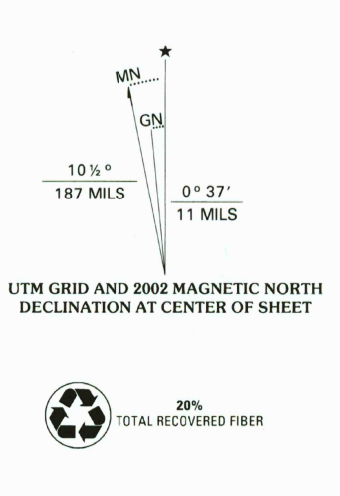 ★
MN
GN
10 ½ °
187 MILS
0° 37′
11 MILS
UTM GRID AND 2002 MAGNETIC NORTH
DECLINATION AT CENTER OF SHEET
20%
TOTAL RECOVERED FIBER